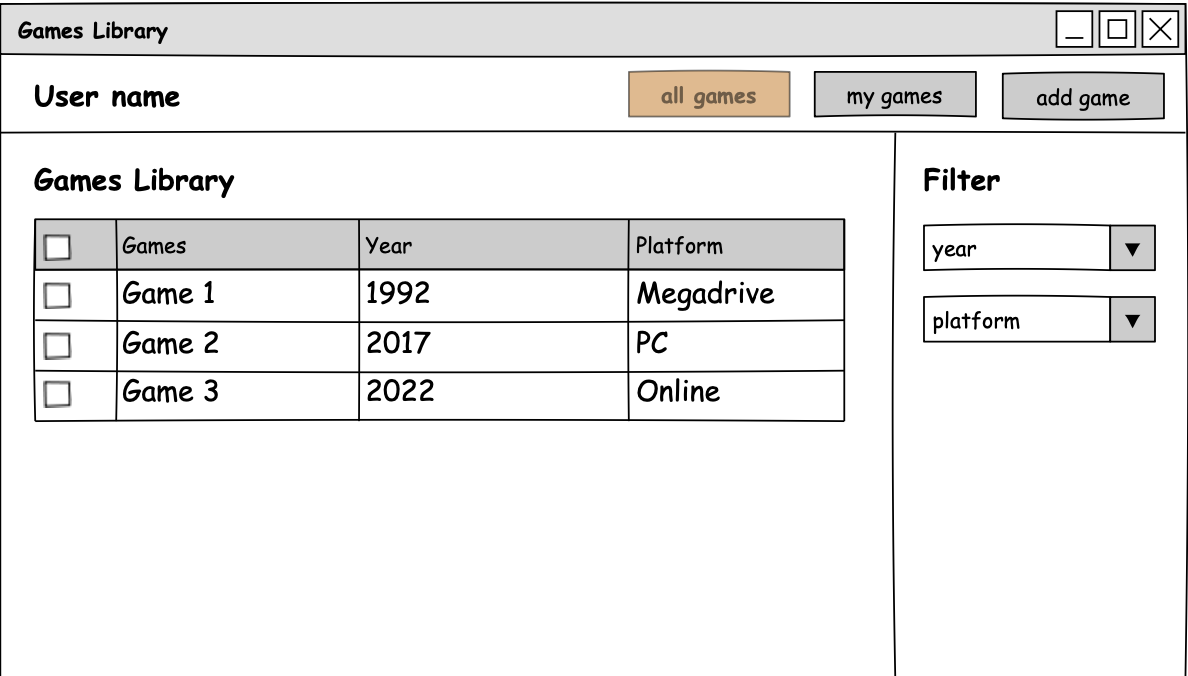 Games Library
User name
all games
my games
add game
Games Library
Filter
Games Year Platform
Game 1 1992 Megadrive
Game 2 2017 PC
Game 3 2022 Online
year
platform